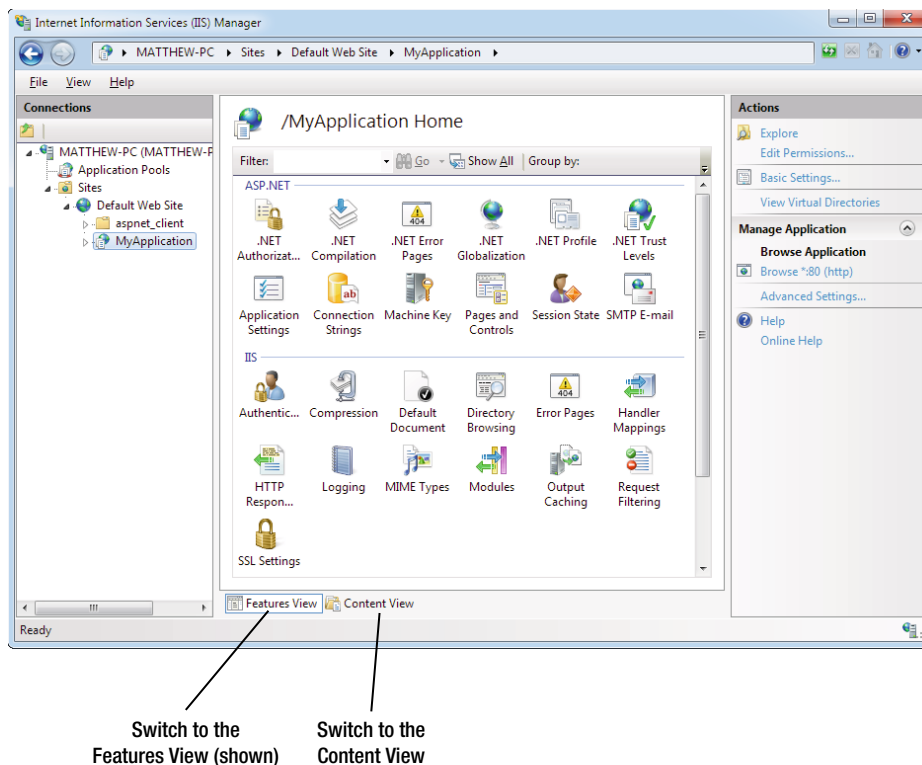 Internet Information Services (IIS) Manager
MATTHEW-PC Sites Default Web Site MyApplication
File View Help
Connections
MATTHEW-PC (MATTHEW-P
Application Pools
Sites
Default Web Site
aspnet_client
MyApplication
/MyApplication Home
Filter: Go Show All Group by:
ASP.NET
.NET Authorizat...
.NET Compilation
.NET Error Pages
.NET Globalization
.NET Profile
.NET Trust Levels
Application Settings
Connection Strings
Machine Key
Pages and Controls
Session State
SMTP E-mail
IIS
Authentic...
Compression
Default Document
Directory Browsing
Error Pages
Handler Mappings
HTTP Respon...
Logging
MIME Types
Modules
Output Caching
Request Filtering
SSL Settings
Features View Content View
Actions
Explore
Edit Permissions...
Basic Settings...
View Virtual Directories
Manage Application
Browse Application
Browse *:80 (http)
Advanced Settings...
Help
Online Help
Ready
Switch to the
Features View (shown)
Switch to the
Content View